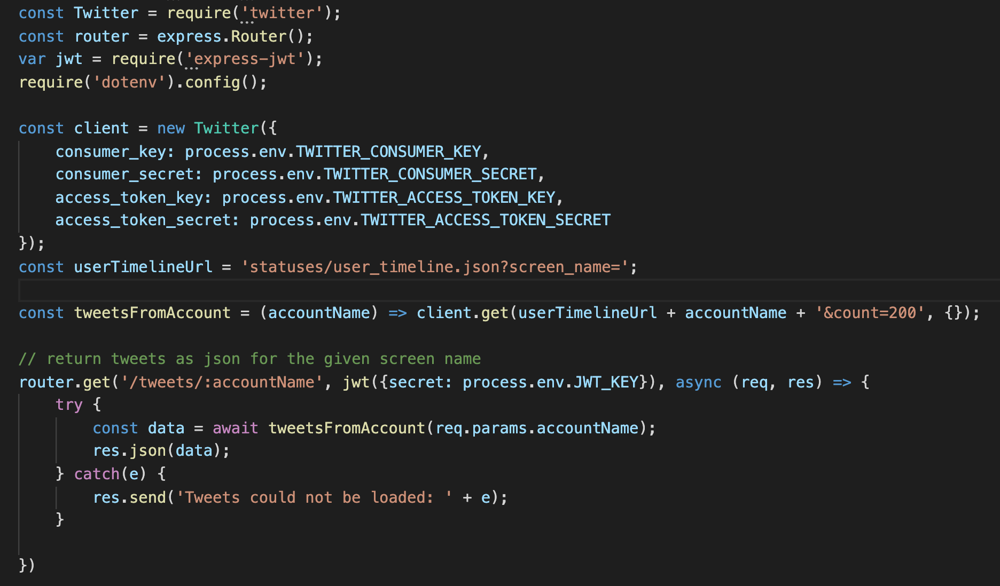 const Twitter = require('twitter');
const router = express.Router();
var jwt = require('express-jwt');
require('dotenv').config();

const client = new Twitter({
    consumer_key: process.env.TWITTER_CONSUMER_KEY,
    consumer_secret: process.env.TWITTER_CONSUMER_SECRET,
    access_token_key: process.env.TWITTER_ACCESS_TOKEN_KEY,
    access_token_secret: process.env.TWITTER_ACCESS_TOKEN_SECRET
});
const userTimelineUrl = 'statuses/user_timeline.json?screen_name=';

const tweetsFromAccount = (accountName) => client.get(userTimelineUrl + accountName + '&count=200', {});

// return tweets as json for the given screen name
router.get('/tweets/:accountName', jwt({secret: process.env.JWT_KEY}), async (req, res) => {
    try {
        const data = await tweetsFromAccount(req.params.accountName);
        res.json(data);
    } catch(e) {
        res.send('Tweets could not be loaded: ' + e);
    }

})